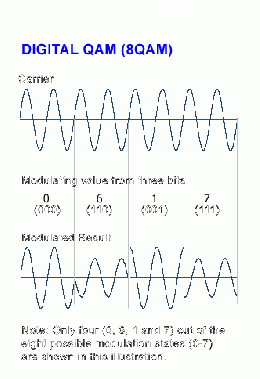 DIGITAL QAM (8QAM)
Carrier
Modulating value from three bits.
0 6 1 7
(000) (110) (001) (111)
Modulated Result
Note: Only four (0, 6, 1 and 7) out of the
eight possible modulation states (0-7)
are shown in this illustration.